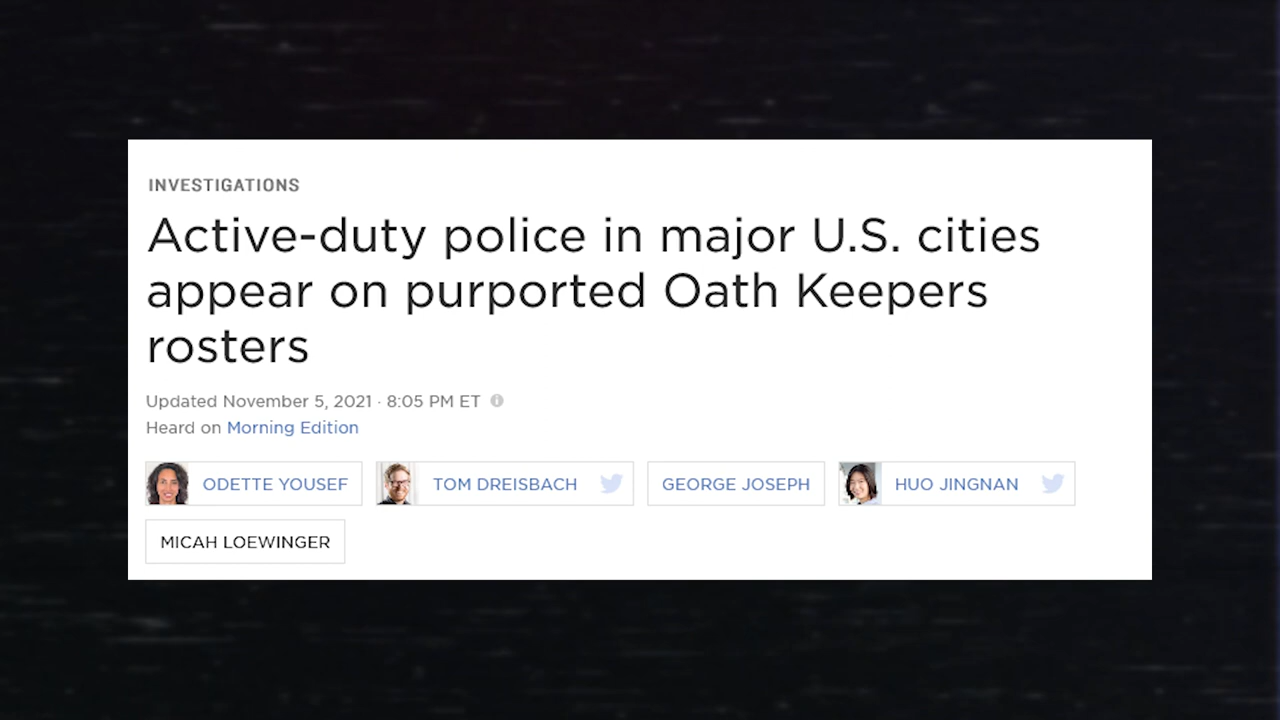 INVESTIGATIONS
Active-duty police in major U.S. cities
appear on purported Oath Keepers
rosters
Updated November 5, 2021 · 8:05 PM ET
Heard on Morning Edition
ODETTE YOUSEF TOM DREISBACH GEORGE JOSEPH HUO JINGNAN
MICAH LOEWINGER